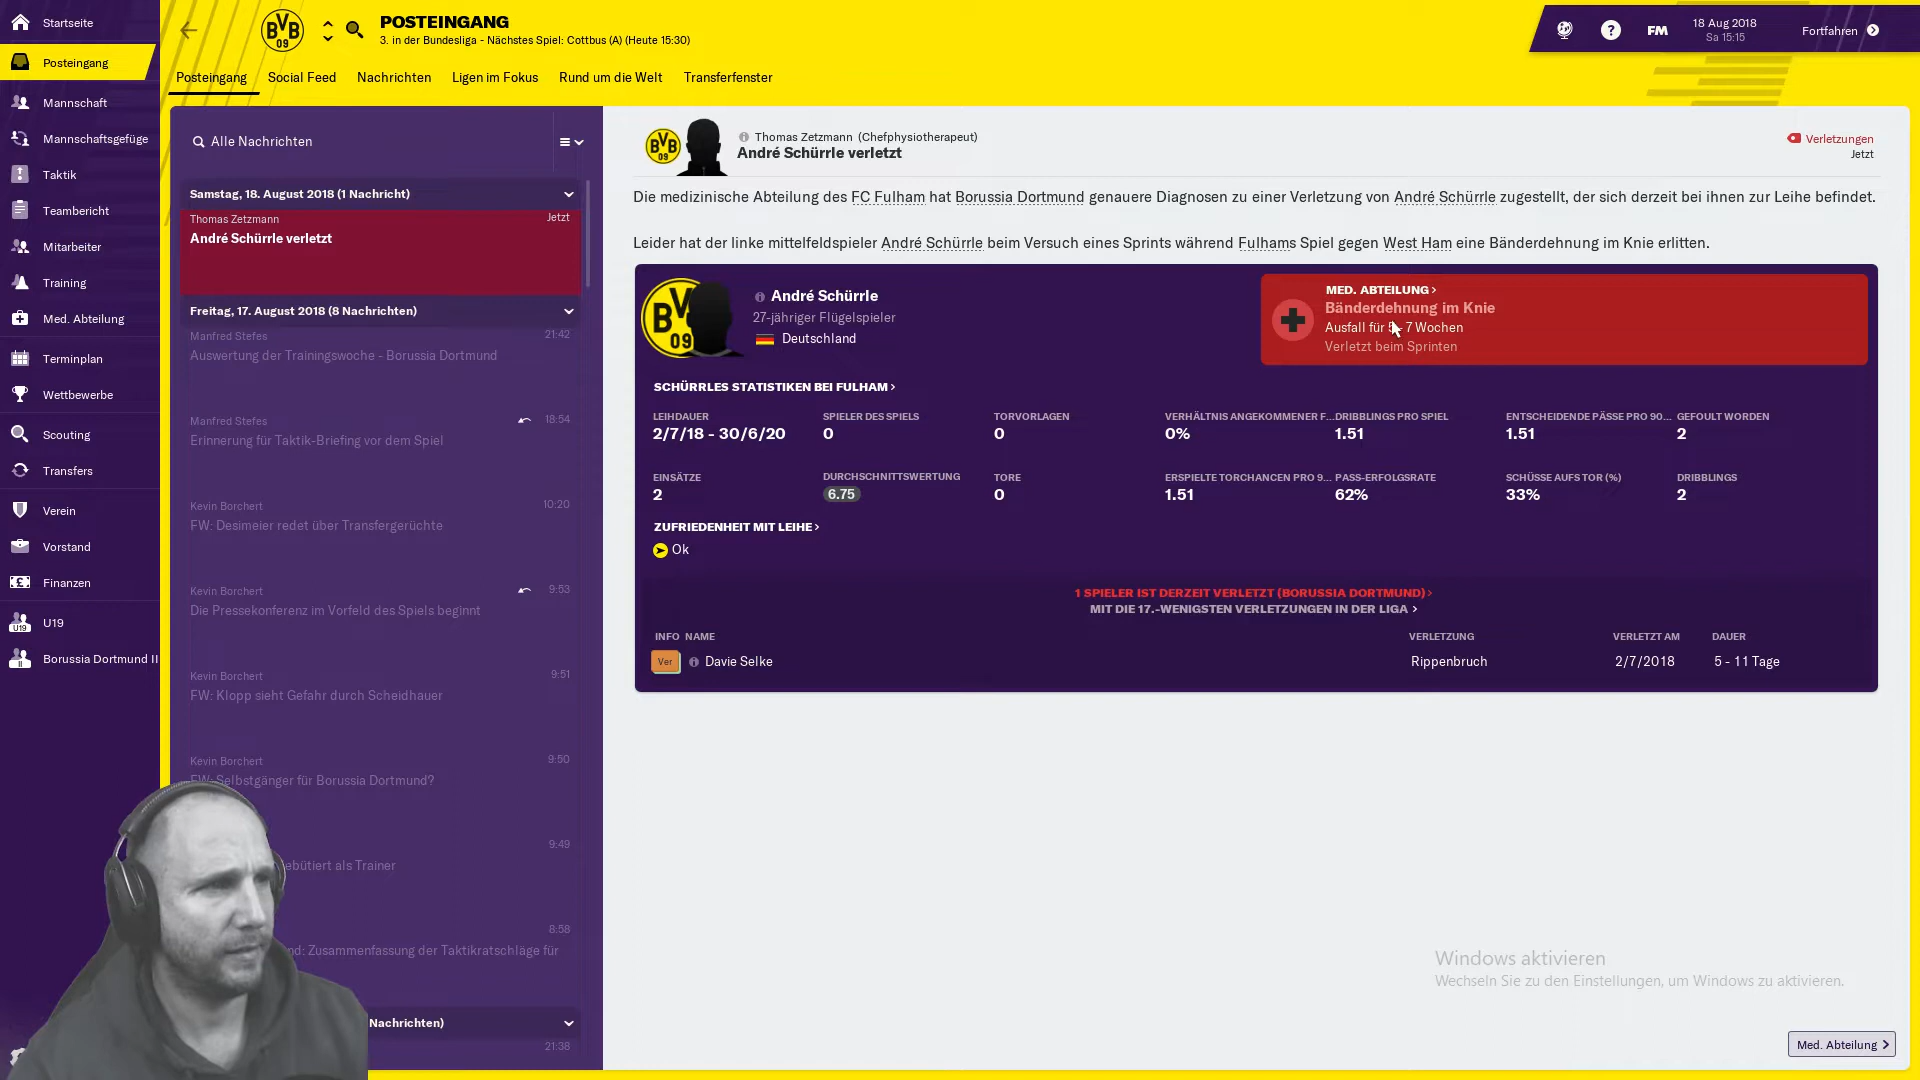 Startseite
Posteingang
Mannschaft
Mannschaftsgefüge
Taktik
Teambericht
Mitarbeiter
Training
Med. Abteilung
Terminplan
Wettbewerbe
Scouting
Transfers
Verein
Vorstand
Finanzen
U19
U19
Borussia Dortmund II
BVB
09
POSTEINGANG
3. in der Bundesliga - Nächstes Spiel: Cottbus (A) (Heute 15:30)
?
FM
18 Aug 2018
Sa 15:15
Fortfahren
Posteingang
Social Feed
Nachrichten
Ligen im Fokus
Rund um die Welt
Transferfenster
Alle Nachrichten
Samstag, 18. August 2018 (1 Nachricht)
Thomas Zetzmann
Jetzt
André Schürrle verletzt
Freitag, 17. August 2018 (8 Nachrichten)
Manfred Stefes
21:42
Auswertung der Trainingswoche - Borussia Dortmund
Manfred Stefes
18:54
Erinnerung für Taktik-Briefing vor dem Spiel
Kevin Borchert
10:20
FW: Desimeier redet über Transfergerüchte
Kevin Borchert
9:53
Die Pressekonferenz im Vorfeld des Spiels beginnt
Kevin Borchert
9:51
FW: Klopp sieht Gefahr durch Scheidhauer
Kevin Borchert
9:50
FW: Selbstgänger für Borussia Dortmund?
9:49
ebütiert als Trainer
8:58
nd: Zusammenfassung der Taktikratschläge für
Nachrichten)
21:38
BVB
09
Thomas Zetzmann (Chefphysiotherapeut)
André Schürrle verletzt
Verletzungen
Jetzt
Die medizinische Abteilung des FC Fulham hat Borussia Dortmund genauere Diagnosen zu einer Verletzung von André Schürrle zugestellt, der sich derzeit bei ihnen zur Leihe befindet.
Leider hat der linke mittelfeldspieler André Schürrle beim Versuch eines Sprints während Fulhams Spiel gegen West Ham eine Bänderdehnung im Knie erlitten.
André Schürrle
27-jähriger Flügelspieler
Deutschland
MED. ABTEILUNG >
Bänderdehnung im Knie
Ausfall für - 7 Wochen
Verletzt beim Sprinten
SCHÜRRLES STATISTIKEN BEI FULHAM >
LEIHDAUER
2/7/18 - 30/6/20
SPIELER DES SPIELS
0
TORVORLAGEN
0
VERHÄLTNIS ANGEKOMMENER F...
0%
DRIBBLINGS PRO SPIEL
1.51
ENTSCHEIDENDE PÄSSE PRO 90...
1.51
GEFOULT WORDEN
2
EINSÄTZE
2
DURCHSCHNITTSWERTUNG
6.75
TORE
0
ERSPIELTE TORCHANCEN PRO 9...
1.51
PASS-ERFOLGSRATE
62%
SCHÜSSE AUFS TOR (%)
33%
DRIBBLINGS
2
ZUFRIEDENHEIT MIT LEIHE >
Ok
1 SPIELER IST DERZEIT VERLETZT (BORUSSIA DORTMUND) >
MIT DIE 17.-WENIGSTEN VERLETZUNGEN IN DER LIGA >
INFO NAME VERLETZUNG VERLETZT AM DAUER
Ver Davie Selke Rippenbruch 2/7/2018 5 - 11 Tage
Windows aktivieren
Wechseln Sie zu den Einstellungen, um Windows zu aktivieren.
Med. Abteilung >